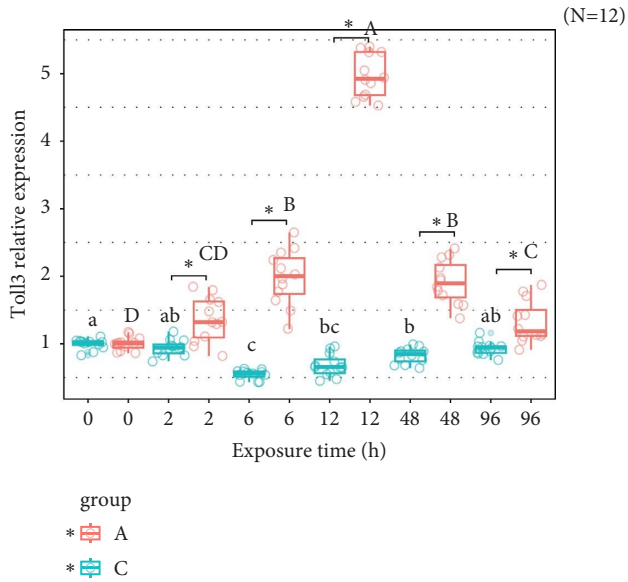 (N=12)
* A
5
4
3
* B
* B
2
* CD
* C
a D ab
bc b ab
c
1
0 0 2 2 6 6 12 12 48 48 96 96
Toll3 relative expression
Exposure time (h)
group
* A
* C